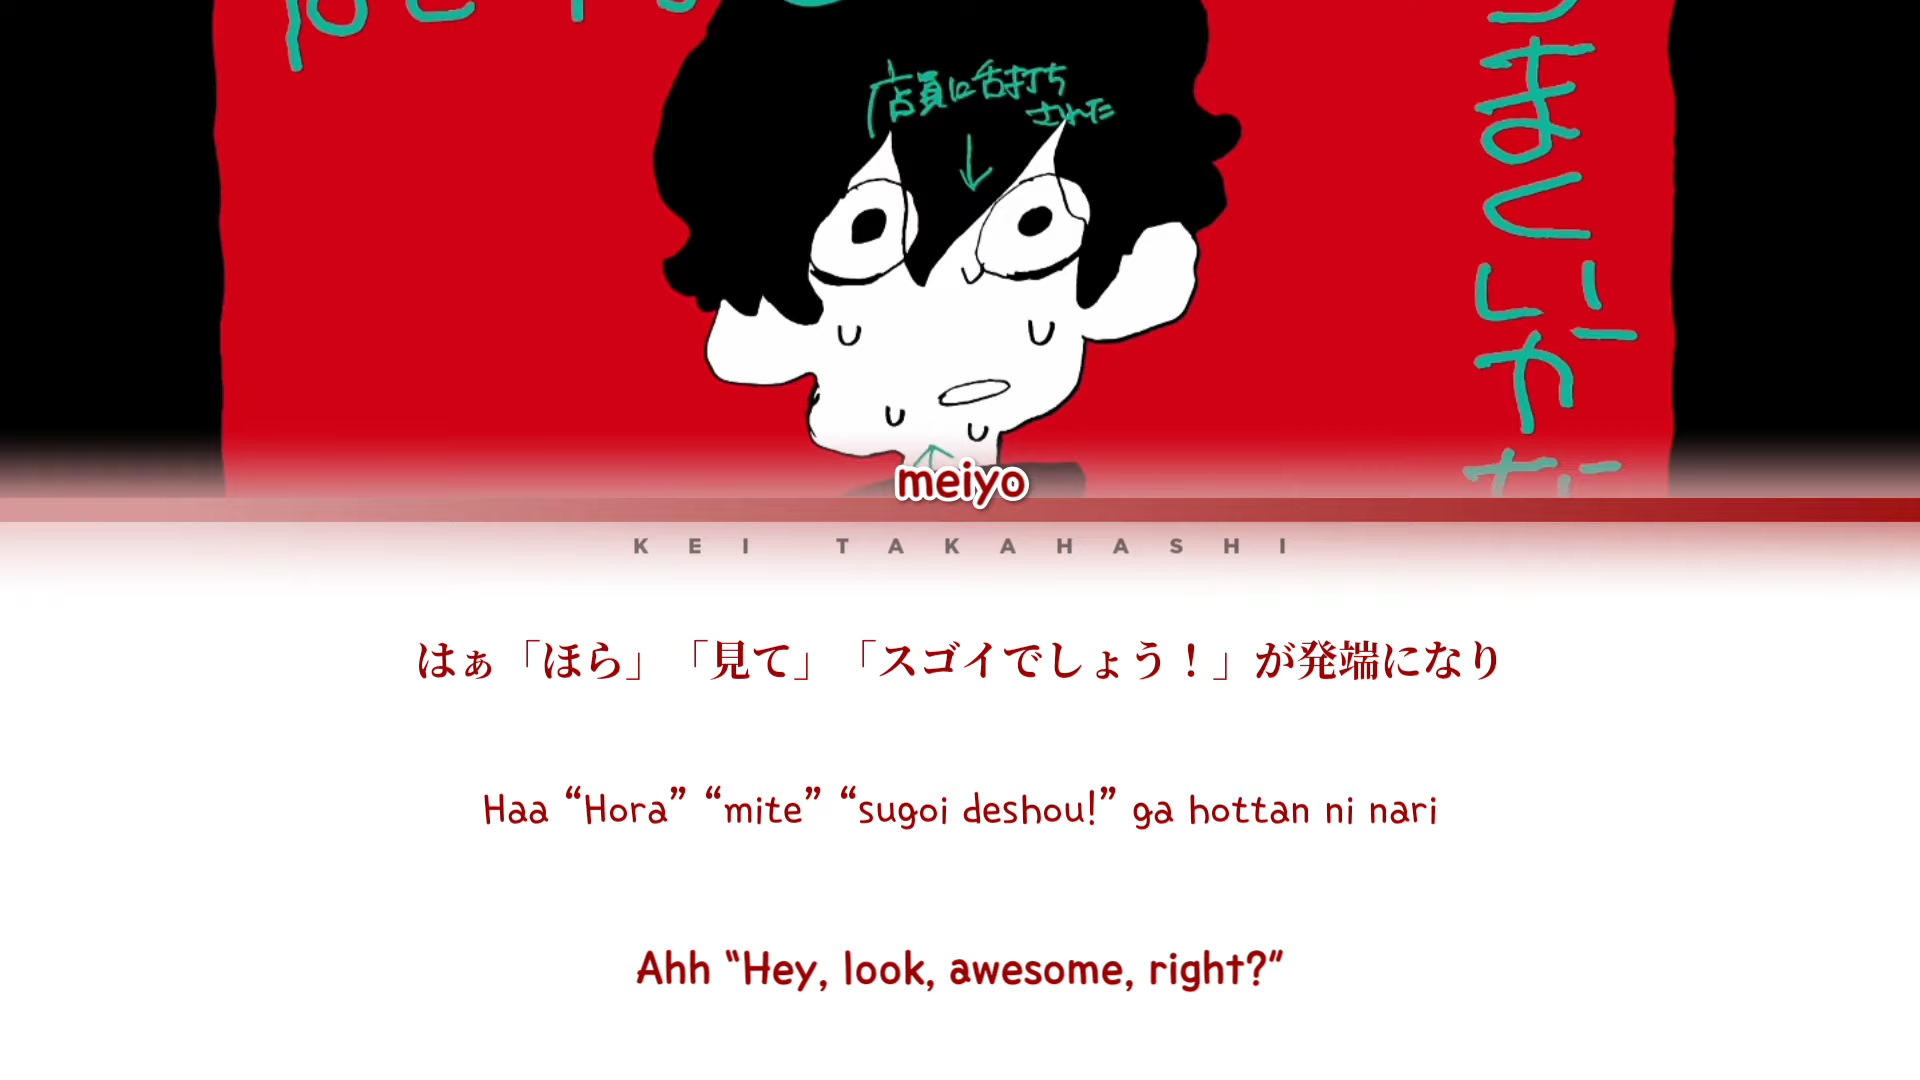 店員に舌打ち
された
meiyo
KEI TAKAHASHI
はぁ「ほら」「見て」「スゴイでしょう！」が発端になり
Haa “Hora” “mite” “sugoi deshou!” ga hottan ni nari
Ahh “Hey, look, awesome, right?”